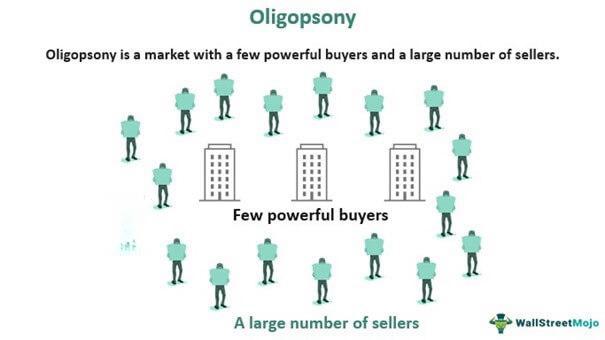 Oligopsony
Oligopsony is a market with a few powerful buyers and a large number of sellers.
Few powerful buyers
A large number of sellers
WallStreetMojo